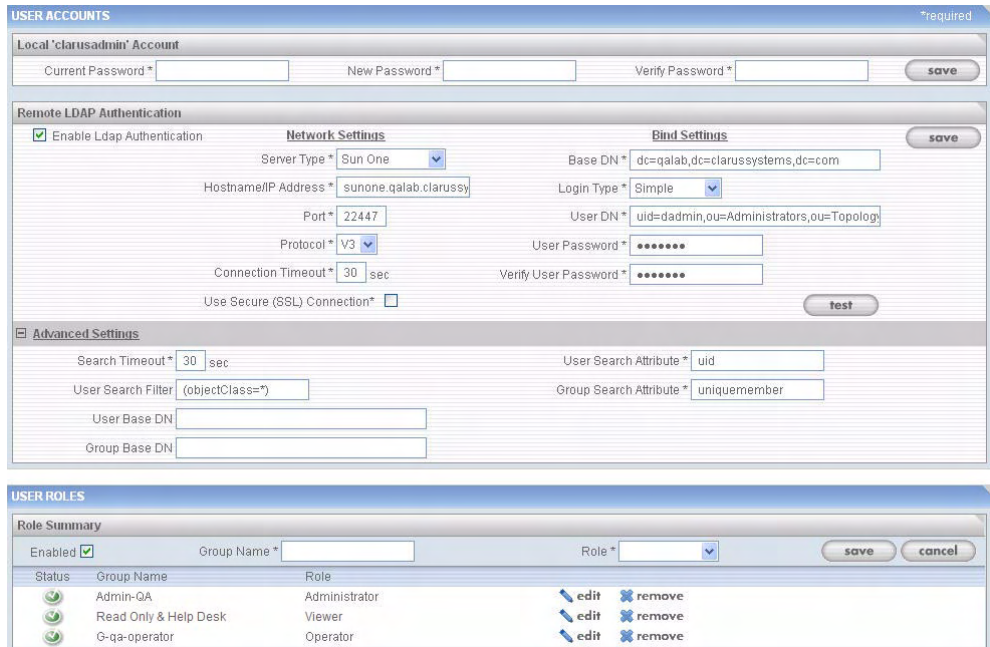 USER ACCOUNTS *required
Local 'clarusadmin' Account
Current Password * New Password * Verify Password * save
Remote LDAP Authentication
Enable Ldap Authentication Network Settings Bind Settings save
Server Type * Sun One Base DN * dc=qalab,dc=clarussystems,dc=com
Hostname/IP Address * sunone.qalab.clarussy Login Type * Simple
Port * 22447 User DN * uid=dadmin,ou=Administrators,ou=Topology
Protocol * V3 User Password * •••••••
Connection Timeout * 30 sec Verify User Password * •••••••
Use Secure (SSL) Connection* test
Advanced Settings
Search Timeout * 30 sec User Search Attribute * uid
User Search Filter (objectClass=*) Group Search Attribute * uniquemember
User Base DN
Group Base DN
USER ROLES
Role Summary
Enabled Group Name * Role * save cancel
Status Group Name Role
Admin-QA Administrator edit remove
Read Only & Help Desk Viewer edit remove
G-qa-operator Operator edit remove